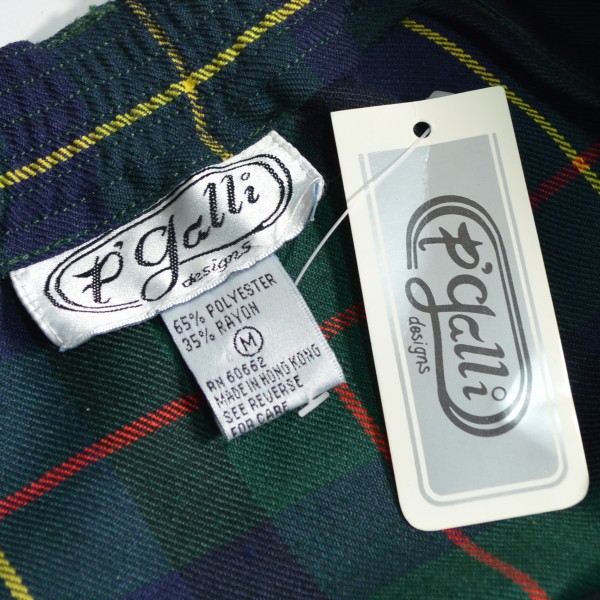 p'galli
designs
65% POLYESTER
35% RAYON
M
RN 60662
MADE IN HONG KONG
SEE REVERSE
FOR CARE
p'galli
designs